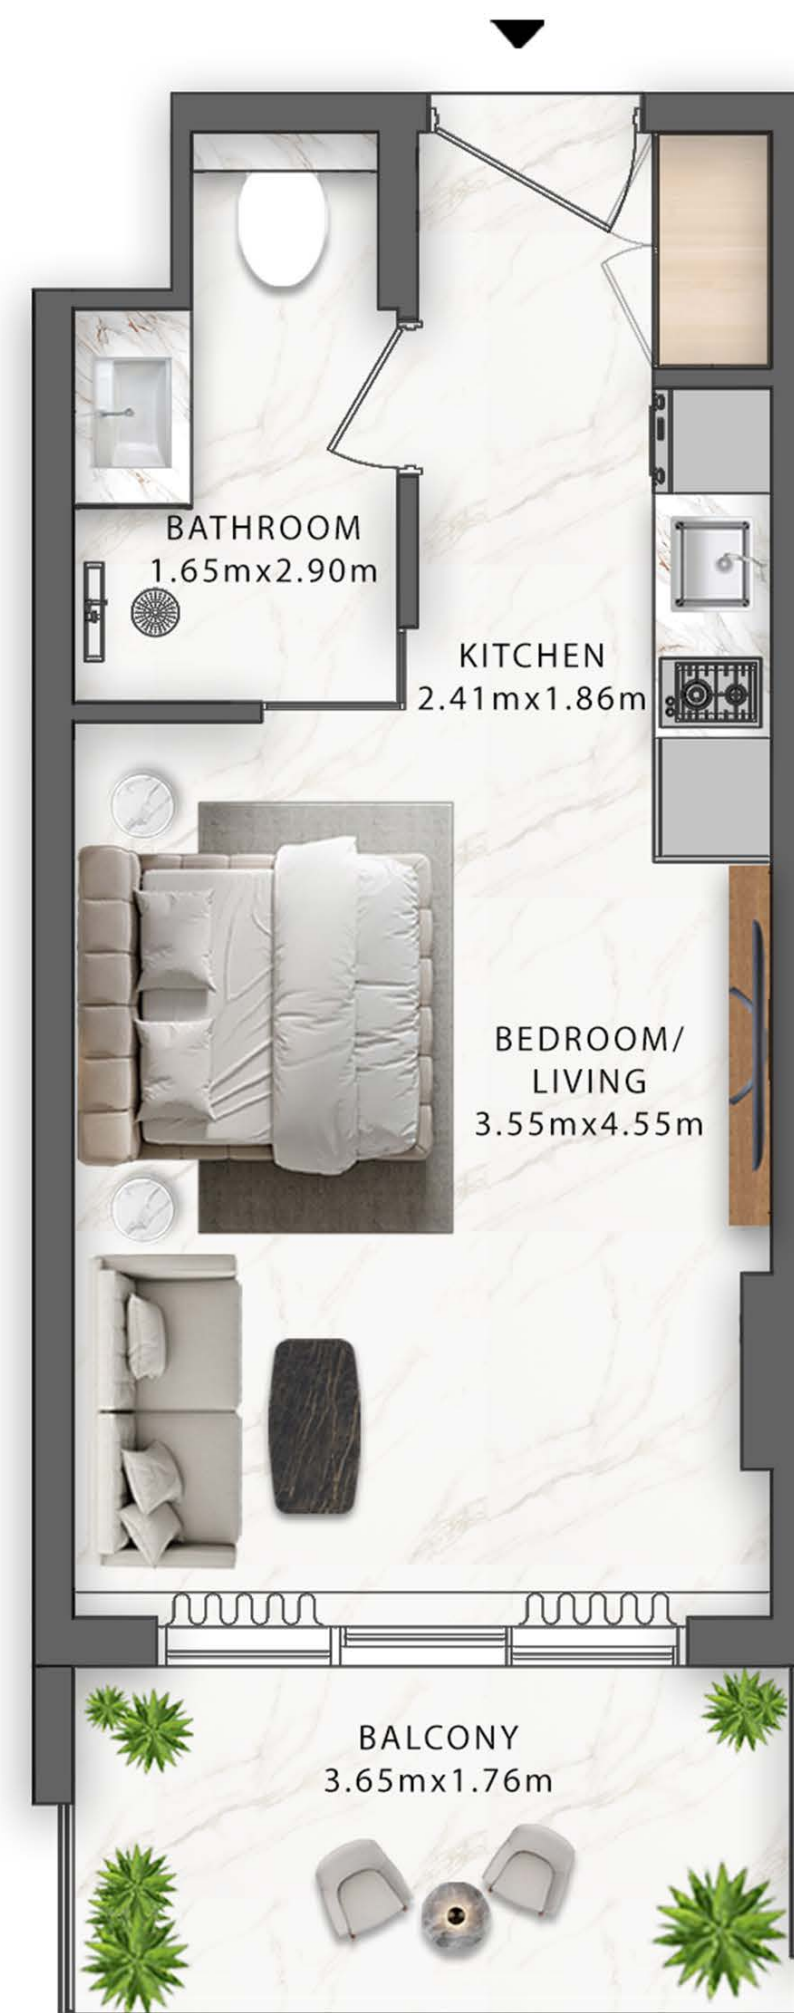 BATHROOM
1.65mx2.90m
KITCHEN
2.41mx1.86m
BEDROOM/
LIVING
3.55mx4.55m
BALCONY
3.65mx1.76m